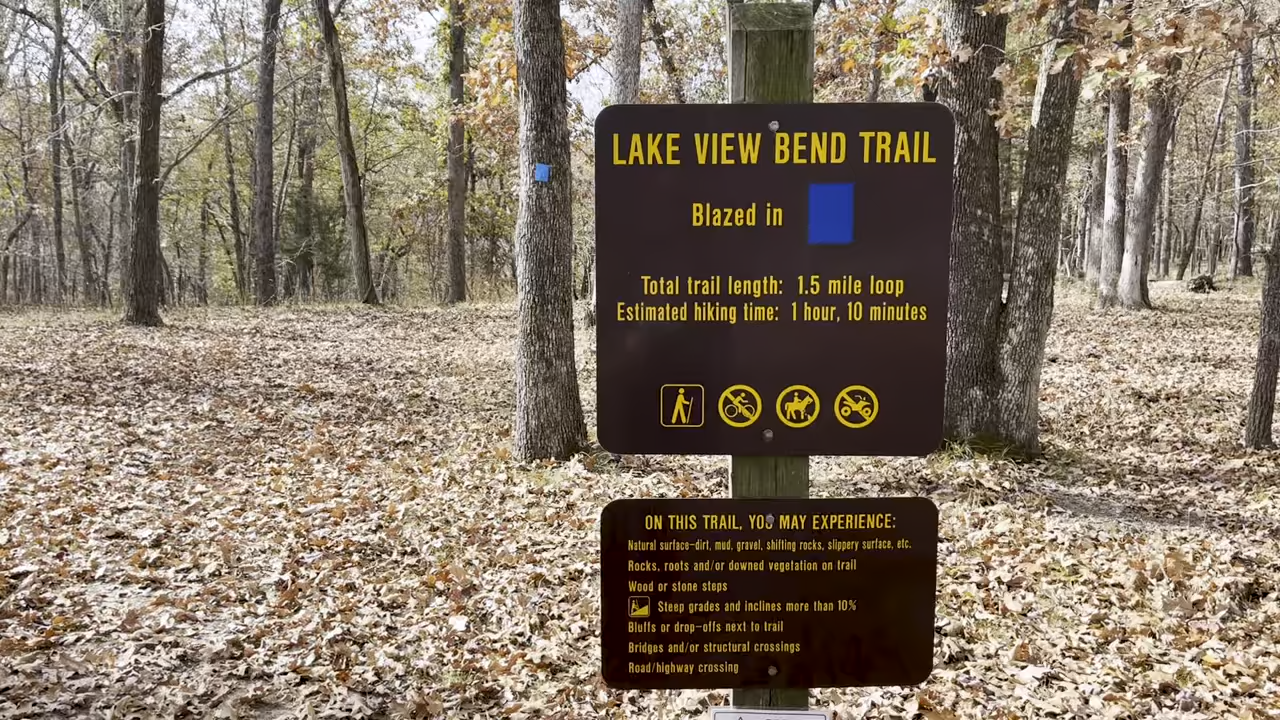 LAKE VIEW BEND TRAIL
Blazed in
Total trail length: 1.5 mile loop
Estimated hiking time: 1 hour, 10 minutes
ON THIS TRAIL, YOU MAY EXPERIENCE:
Natural surface-dirt, mud, gravel, shifting rocks, slippery surface, etc.
Rocks, roots and/or downed vegetation on trail
Wood or stone steps
Steep grades and inclines more than 10%
Bluffs or drop-offs next to trail
Bridges and/or structural crossings
Road/highway crossing